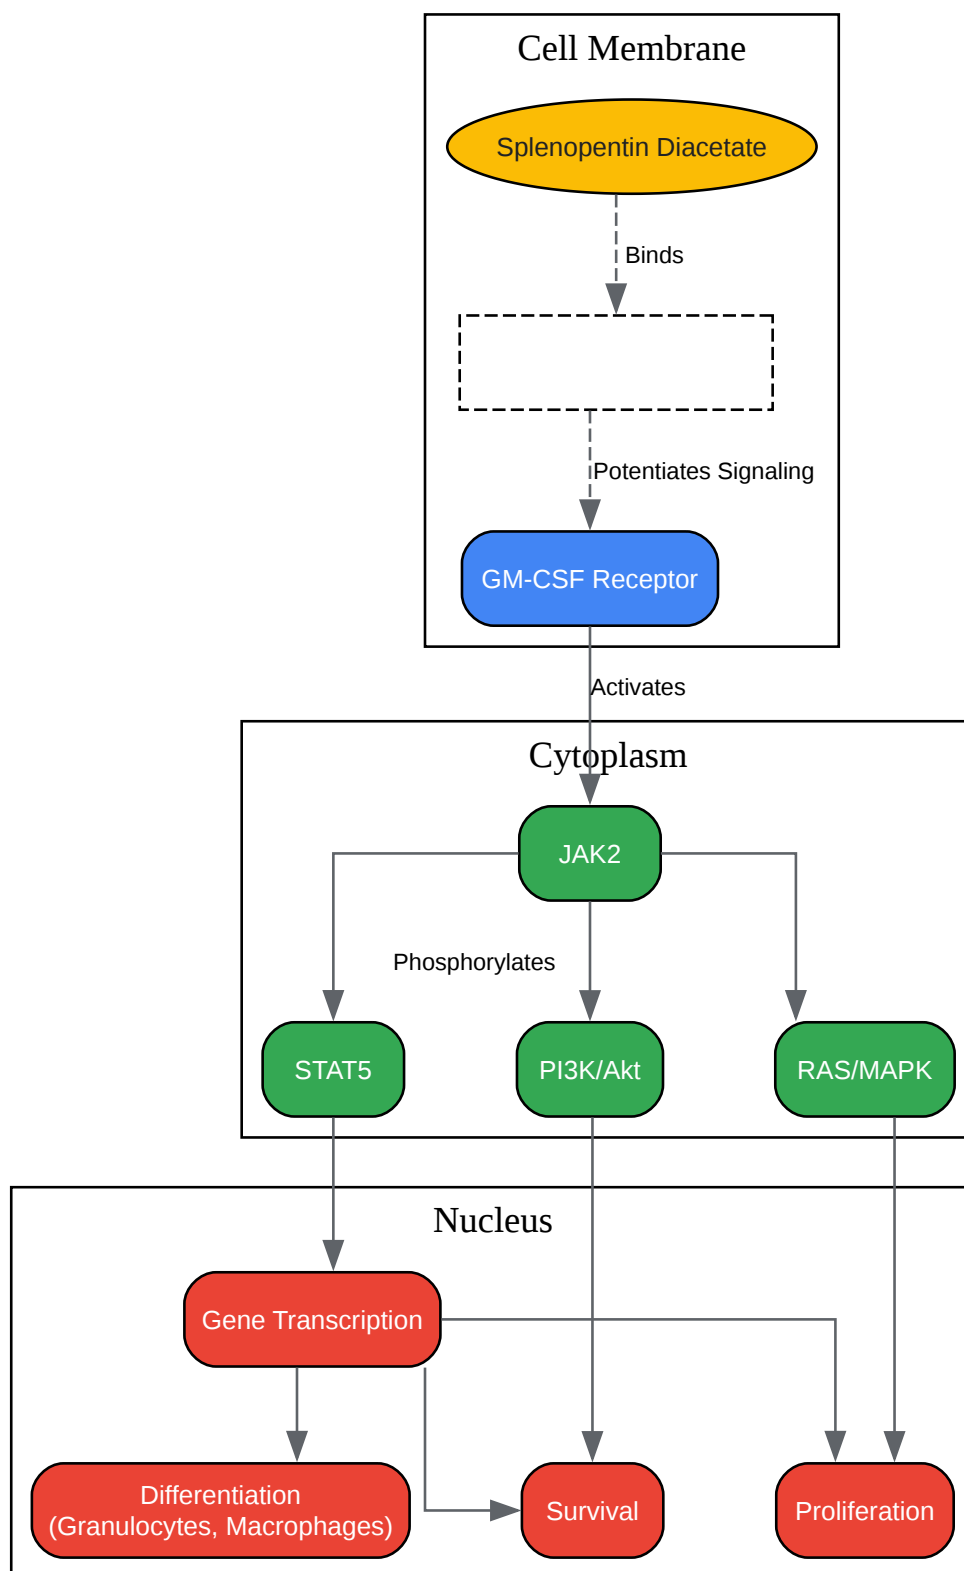 Cell Membrane
Splenopentin Diacetate
Binds
Potentiates Signaling
GM-CSF Receptor
Activates
Cytoplasm
JAK2
Phosphorylates
STAT5
PI3K/Akt
RAS/MAPK
Nucleus
Gene Transcription
Differentiation
(Granulocytes, Macrophages)
Survival
Proliferation